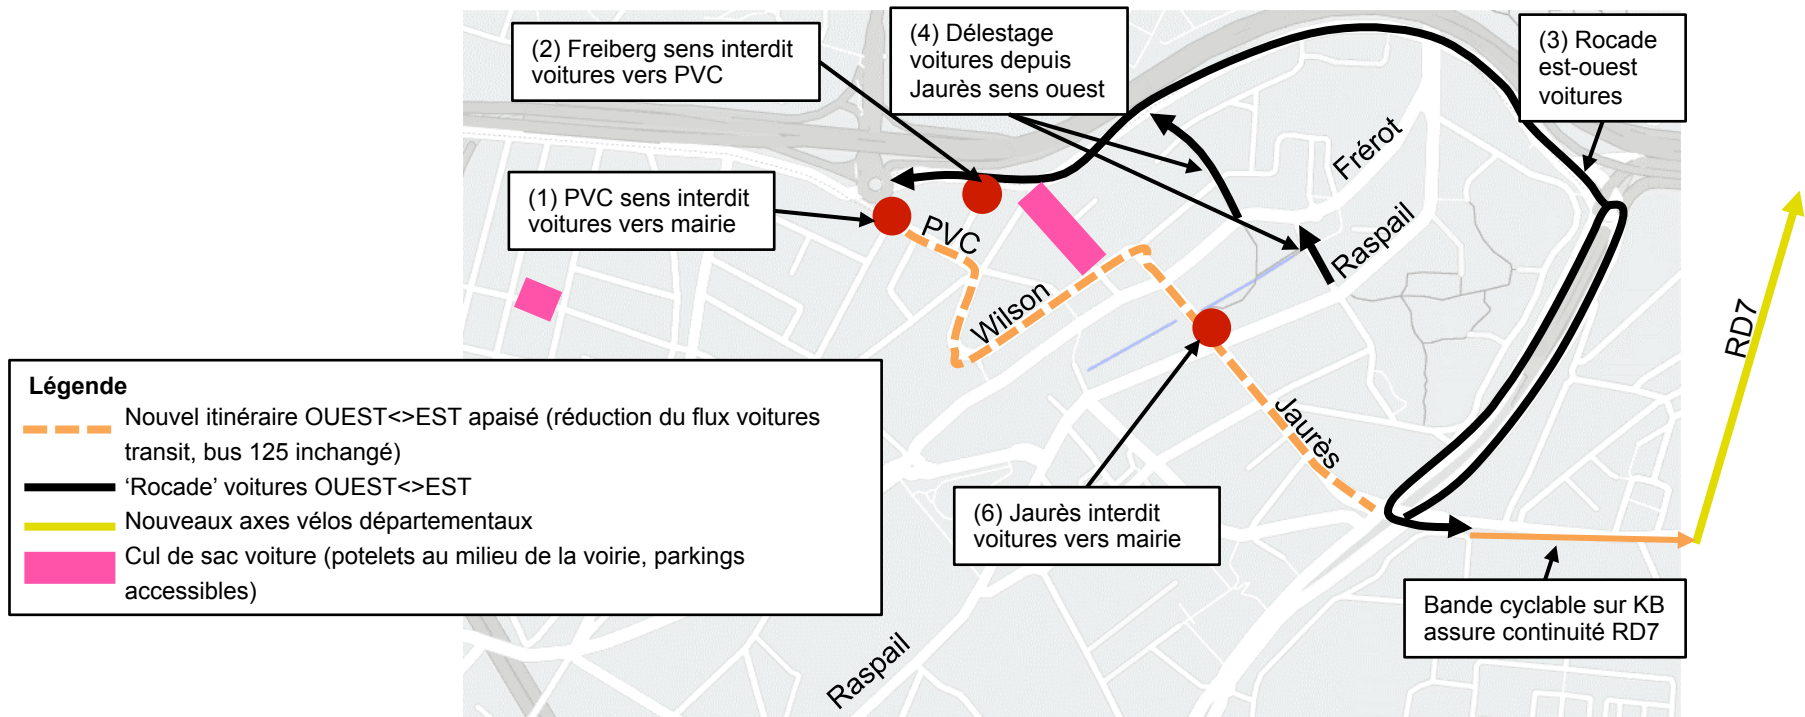 (2) Freiberg sens interdit
voitures vers PVC
(4) Délestage
voitures depuis
Jaurès sens ouest
(3) Rocade
est-ouest
voitures
(1) PVC sens interdit
voitures vers mairie
Frérot
PVC
Raspail
Wilson
RD7
Jaurès
Légende
Nouvel itinéraire OUEST<>EST apaisé (réduction du flux voitures
transit, bus 125 inchangé)
‘Rocade’ voitures OUEST<>EST
Nouveaux axes vélos départementaux
Cul de sac voiture (potelets au milieu de la voirie, parkings
accessibles)
(6) Jaurès interdit
voitures vers mairie
Bande cyclable sur KB
assure continuité RD7
Raspail